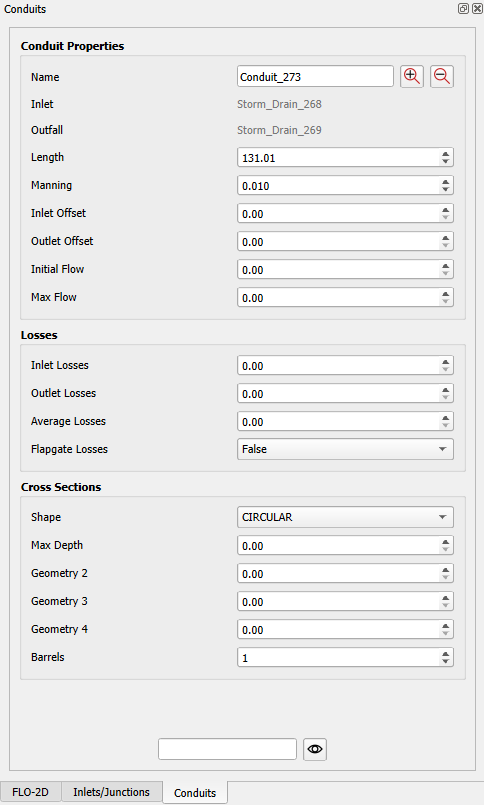 Conduits
Conduit Properties
Name Conduit_273
Inlet Storm_Drain_268
Outfall Storm_Drain_269
Length 131.01
Manning 0.010
Inlet Offset 0.00
Outlet Offset 0.00
Initial Flow 0.00
Max Flow 0.00
Losses
Inlet Losses 0.00
Outlet Losses 0.00
Average Losses 0.00
Flapgate Losses False
Cross Sections
Shape CIRCULAR
Max Depth 0.00
Geometry 2 0.00
Geometry 3 0.00
Geometry 4 0.00
Barrels 1
FLO-2D Inlets/Junctions Conduits